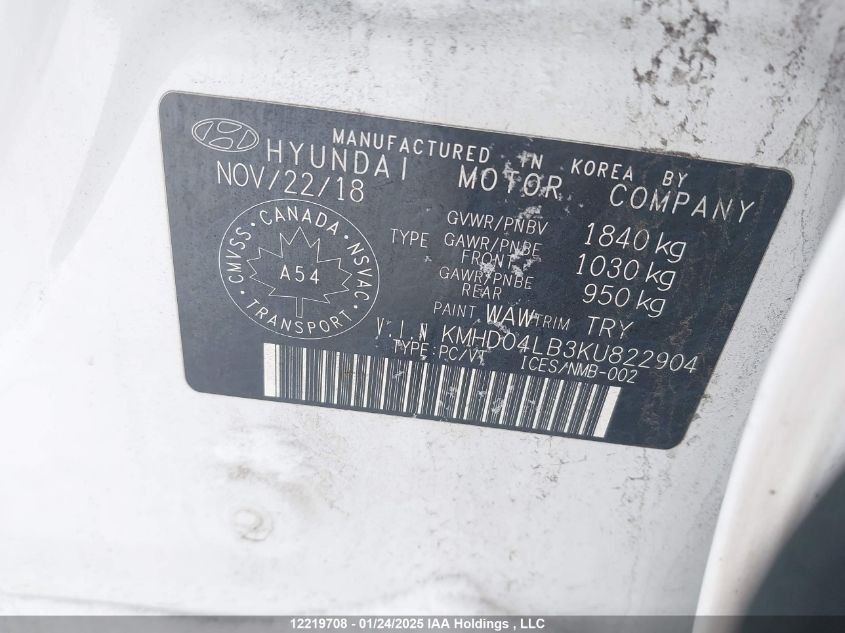 MANUFACTURED IN KOREA BY
HYUNDAI MOTOR COMPANY
NOV/22/18
CMVSS · CANADA · NSVAC · TRANSPORT ·
A54
GVWR/PNBV 1840 kg
TYPE GAWR/PNBE FRONT 1030 kg
GAWR/PNBE REAR 950 kg
PAINT WAW TRIM TRY
V I N KMHD04LB3KU822904
TYPE: PC/VT ICES/NMB-002
12219708 - 01/24/2025 IAA Holdings , LLC